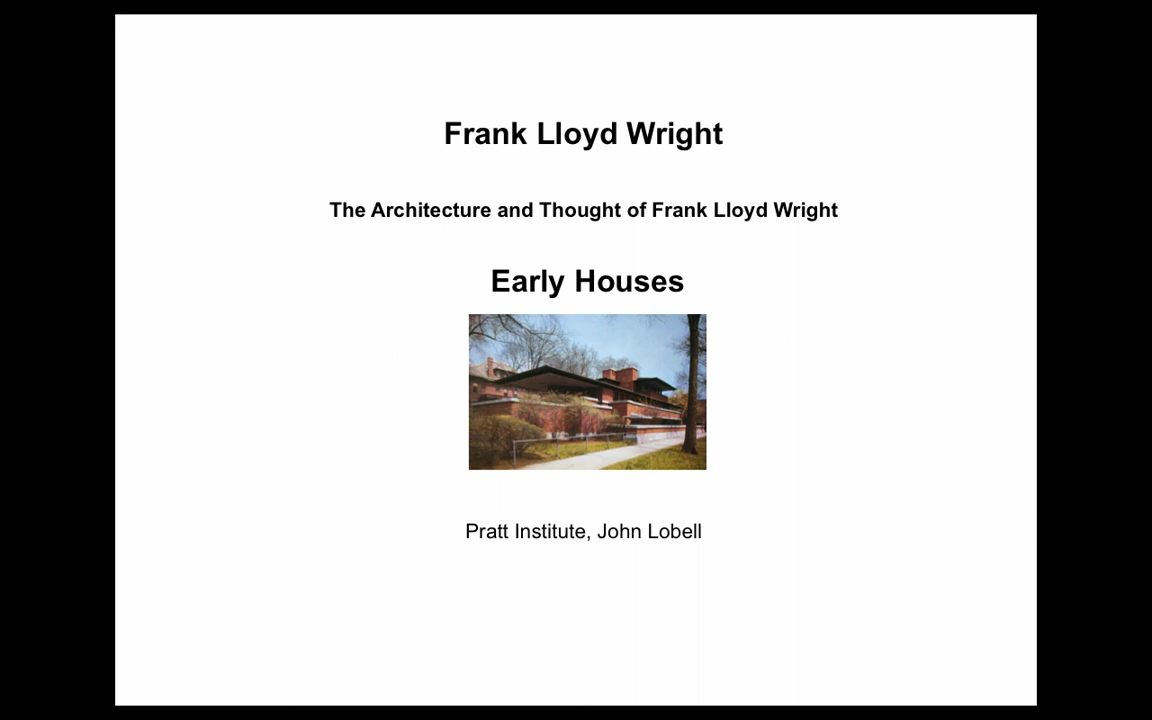 Frank Lloyd Wright
The Architecture and Thought of Frank Lloyd Wright
Early Houses
Pratt Institute, John Lobell